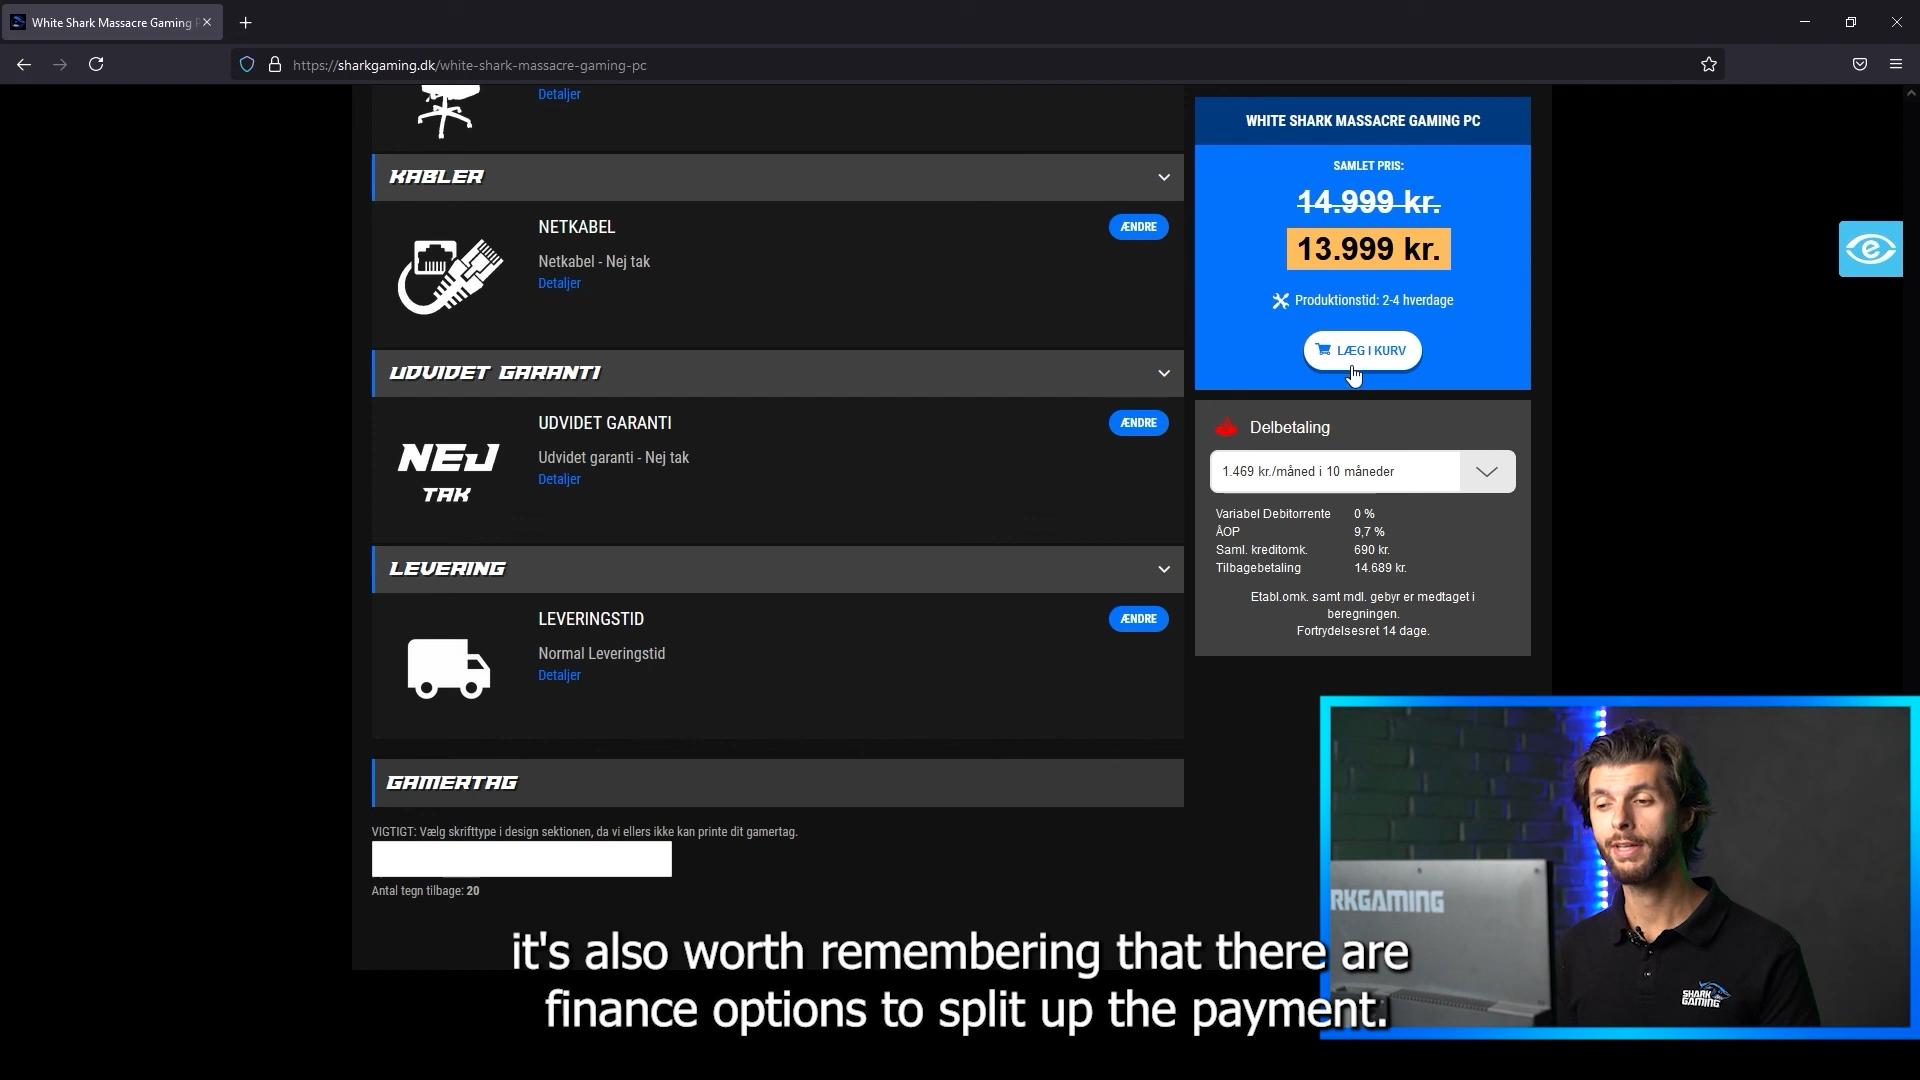 White Shark Massacre Gaming
https://sharkgaming.dk/white-shark-massacre-gaming-pc
Detaljer
KABLER
NETKABEL
ÆNDRE
Netkabel - Nej tak
Detaljer
UDVIDET GARANTI
NEJ
TAK
UDVIDET GARANTI
ÆNDRE
Udvidet garanti - Nej tak
Detaljer
LEVERING
LEVERINGSTID
ÆNDRE
Normal Leveringstid
Detaljer
GAMERTAG
VIGTIGT: Vælg skrifttype i design sektionen, da vi ellers ikke kan printe dit gamertag.
Antal tegn tilbage: 20
WHITE SHARK MASSACRE GAMING PC
SAMLET PRIS:
14.999 kr.
13.999 kr.
Produktionstid: 2-4 hverdage
LÆG I KURV
e
Delbetaling
1.469 kr./måned i 10 måneder
Variabel Debitorrente 0 %
ÅOP 9,7 %
Saml. kreditomk. 690 kr.
Tilbagebetaling 14.689 kr.
Etabl.omk. samt mdl. gebyr er medtaget i
beregningen.
Fortrydelsesret 14 dage.
RKGAMING
SHARK
GAMING
it's also worth remembering that there are
finance options to split up the payment.